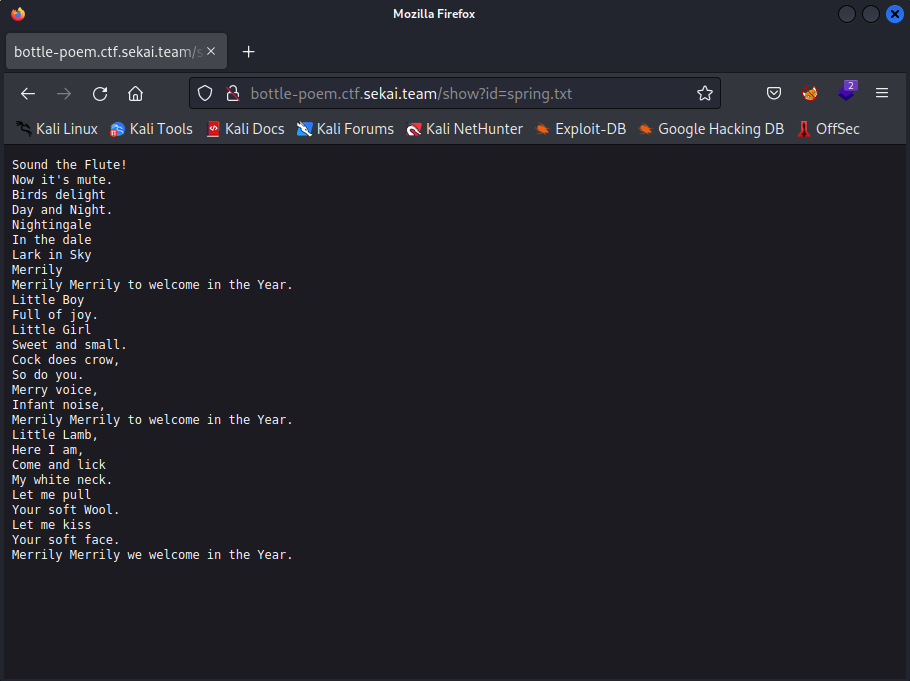 Mozilla Firefox
bottle-poem.ctf.sekai.team/s
bottle-poem.ctf.sekai.team/show?id=spring.txt
2
Kali Linux Kali Tools Kali Docs Kali Forums Kali NetHunter Exploit-DB Google Hacking DB OffSec
Sound the Flute!
Now it's mute.
Birds delight
Day and Night.
Nightingale
In the dale
Lark in Sky
Merrily
Merrily Merrily to welcome in the Year.
Little Boy
Full of joy.
Little Girl
Sweet and small.
Cock does crow,
So do you.
Merry voice,
Infant noise,
Merrily Merrily to welcome in the Year.
Little Lamb,
Here I am,
Come and lick
My white neck.
Let me pull
Your soft Wool.
Let me kiss
Your soft face.
Merrily Merrily we welcome in the Year.